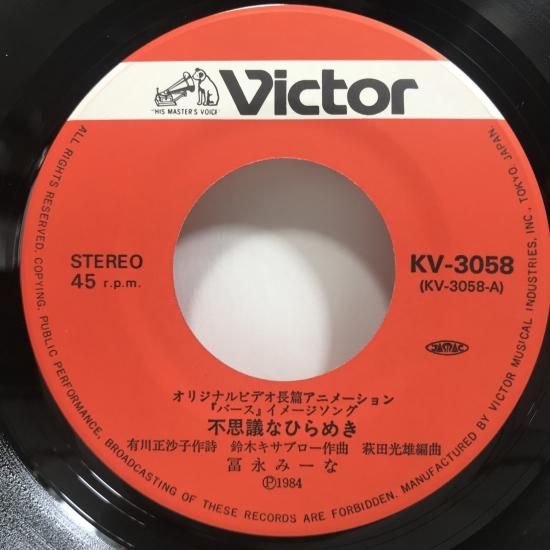 "HIS MASTER'S VOICE"
Victor
STEREO
45 r.p.m.
KV-3058
(KV-3058-A)
JASRAC
オリジナルビデオ長篇アニメーション
『バース』イメージソング
不思議なひらめき
有川正沙子作詩 鈴木キサブロー作曲 萩田光雄編曲
冨永みーな
Ⓟ1984
ALL RIGHTS RESERVED. COPYING, PUBLIC PERFORMANCE, BROADCASTING OF THESE RECORDS ARE FORBIDDEN. MANUFACTURED BY VICTOR MUSICAL INDUSTRIES, INC., TOKYO, JAPAN.